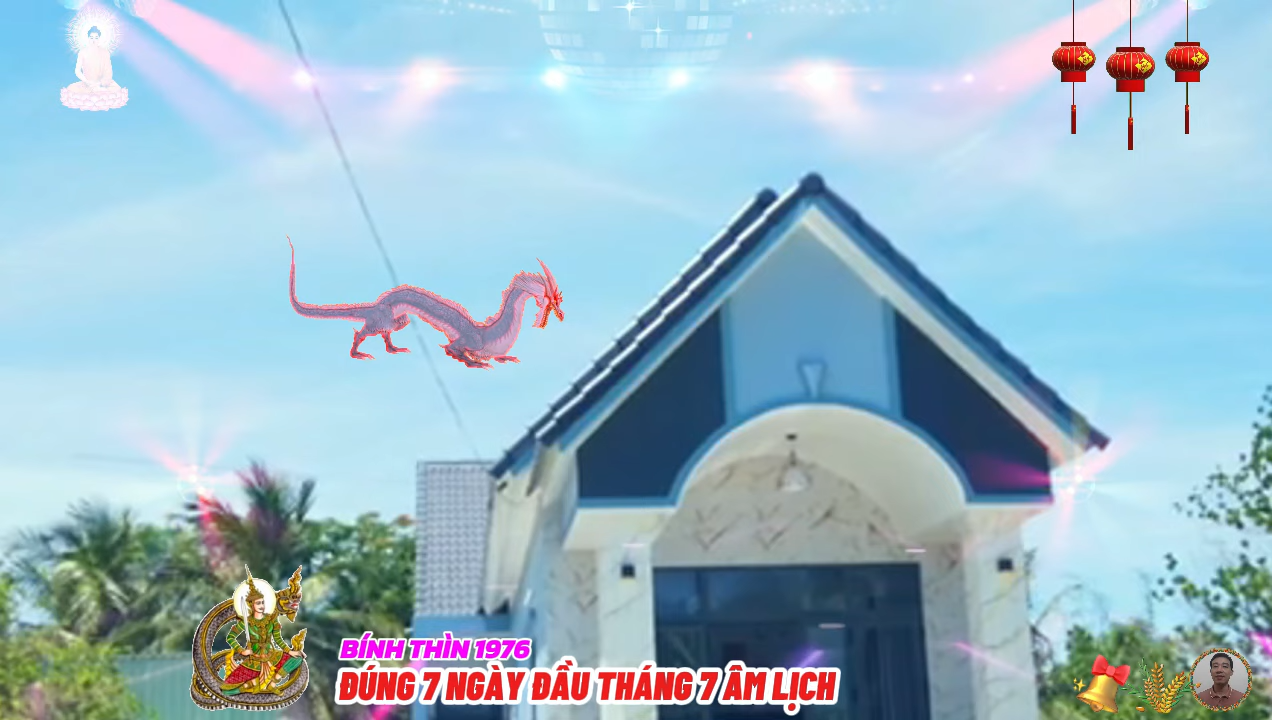 BÍNH THÌN 1976
ĐÚNG 7 NGÀY ĐẦU THÁNG 7 ÂM LỊCH